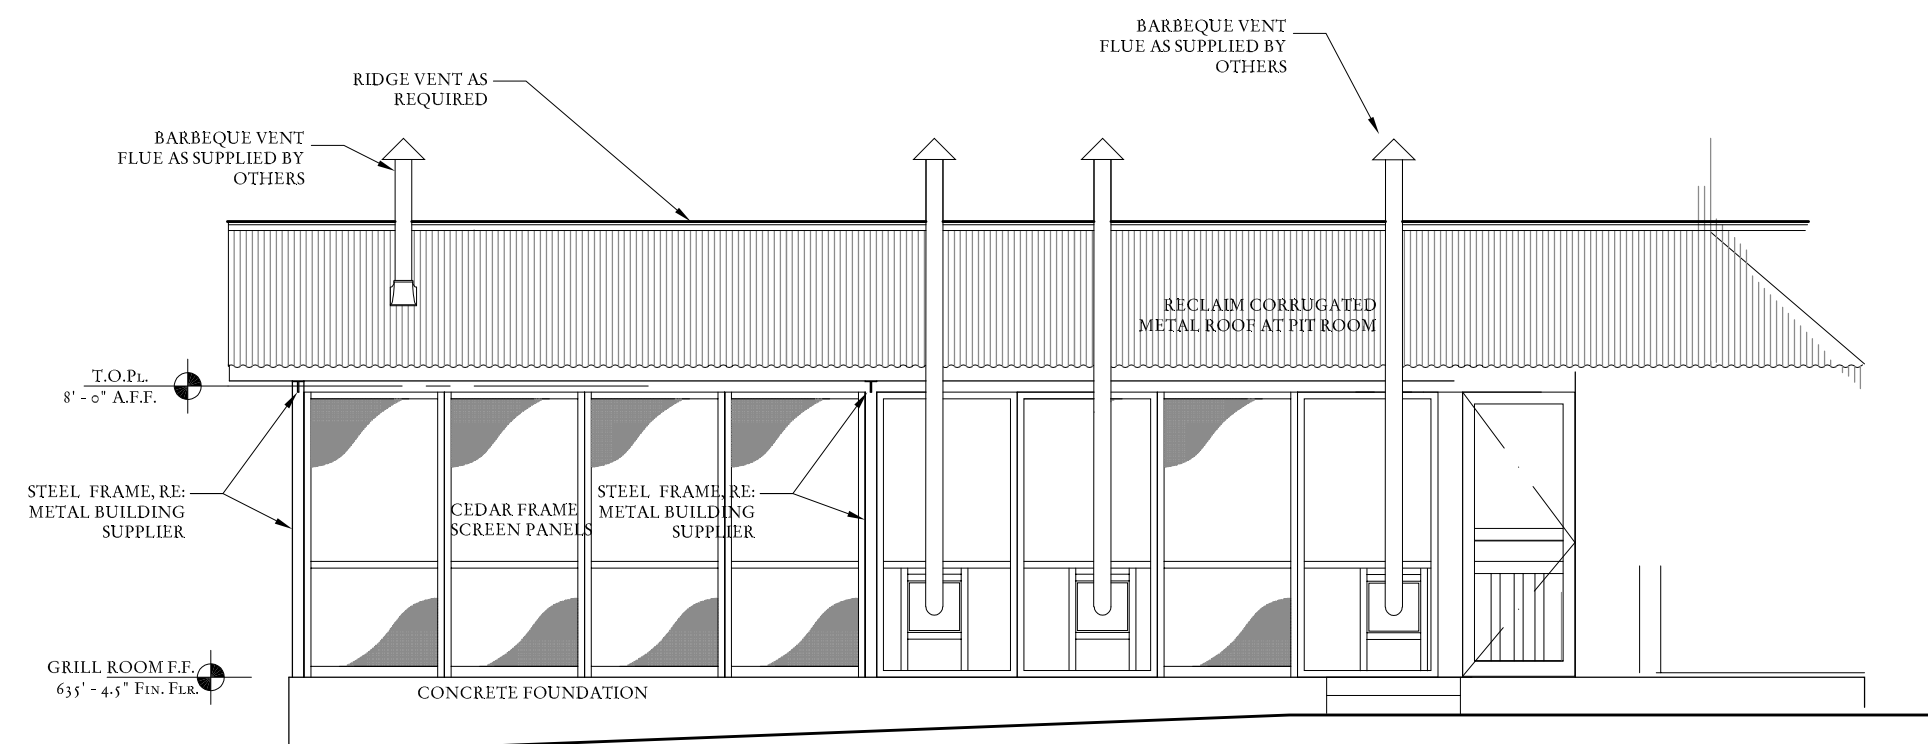 BARBEQUE VENT
FLUE AS SUPPLIED BY
OTHERS
RIDGE VENT AS
REQUIRED
BARBEQUE VENT
FLUE AS SUPPLIED BY
OTHERS
RECLAIM CORRUGATED
METAL ROOF AT PIT ROOM
T.O.PL.
8' - 0" A.F.F.
STEEL FRAME, RE:
METAL BUILDING
SUPPLIER
CEDAR FRAME
SCREEN PANELS
STEEL FRAME, RE:
METAL BUILDING
SUPPLIER
GRILL ROOM F.F.
635' - 4.5" FIN. FLR.
CONCRETE FOUNDATION